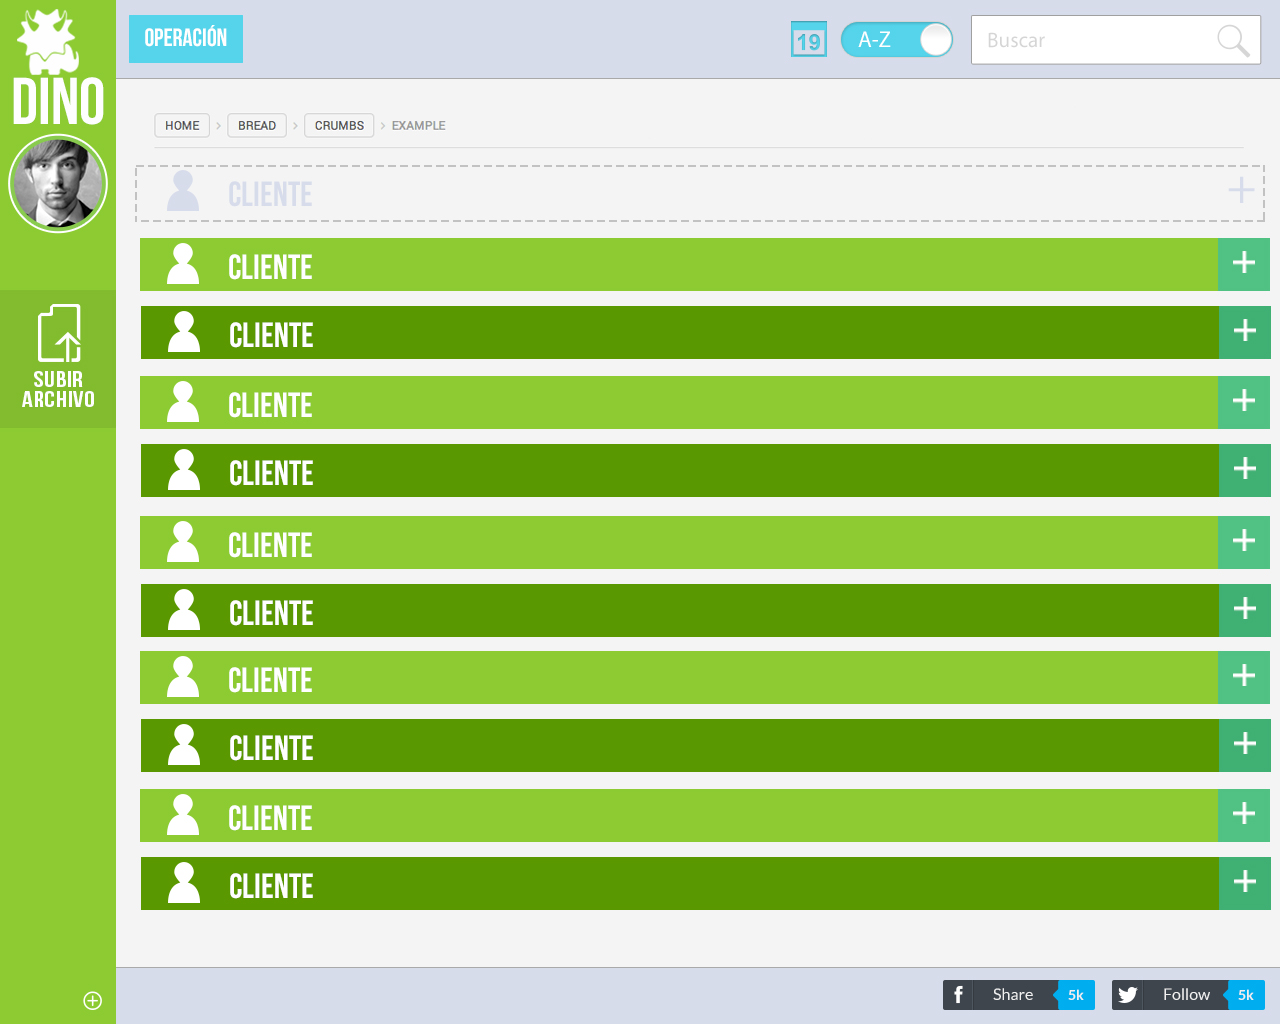 DINO
SUBIR
ARCHIVO
OPERACIÓN
19
A-Z
Buscar
HOME > BREAD > CRUMBS > EXAMPLE
CLIENTE +
CLIENTE +
CLIENTE +
CLIENTE +
CLIENTE +
CLIENTE +
CLIENTE +
CLIENTE +
CLIENTE +
CLIENTE +
CLIENTE +
f Share 5k
Follow 5k